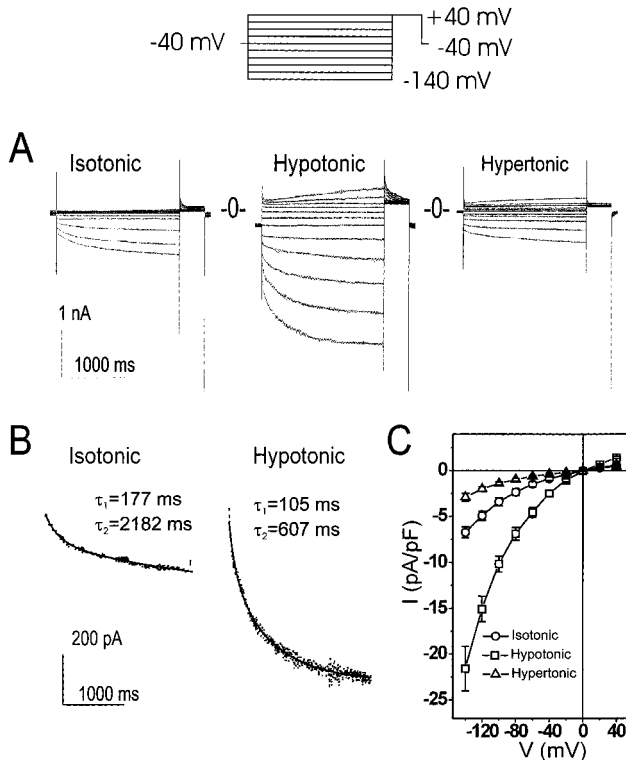 +40 mV
-40 mV
-40 mV
-140 mV
A
Isotonic
Hypotonic
Hypertonic
-0-
-0-
1 nA
1000 ms
B
Isotonic
Hypotonic
τ1=177 ms
τ2=2182 ms
τ1=105 ms
τ2=607 ms
200 pA
1000 ms
C
I (pA/pF)
0
-5
-10
-15
-20
-25
Isotonic
Hypotonic
Hypertonic
-120 -80 -40 0 40
V (mV)